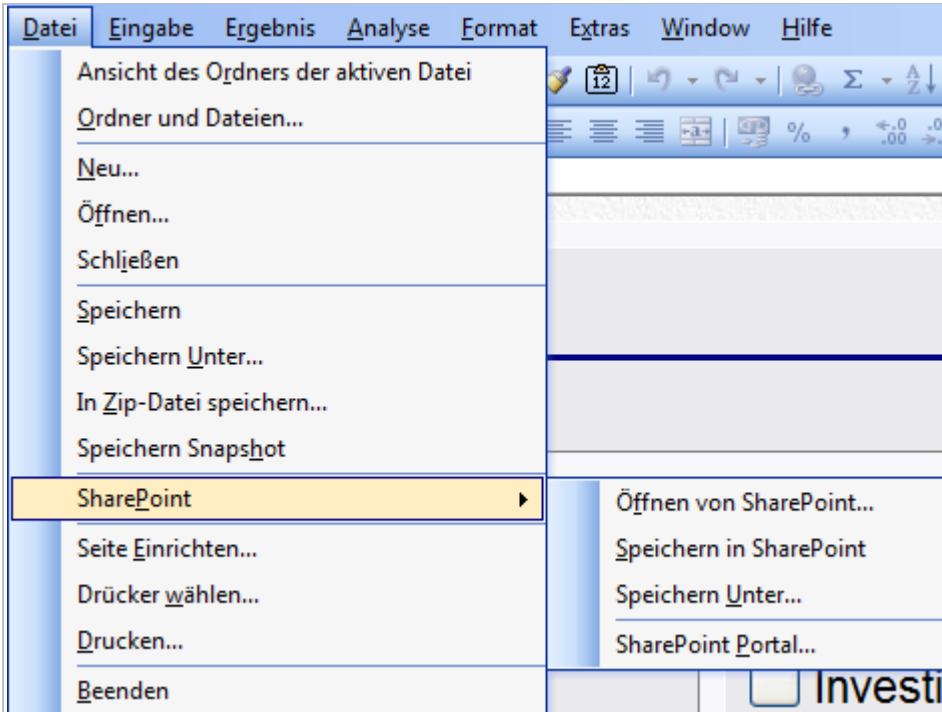 Datei Eingabe Ergebnis Analyse Format Extras Window Hilfe
Ansicht des Ordners der aktiven Datei
Ordner und Dateien...
Neu...
Öffnen...
Schließen
Speichern
Speichern Unter...
In Zip-Datei speichern...
Speichern Snapshot
SharePoint
Öffnen von SharePoint...
Speichern in SharePoint
Speichern Unter...
SharePoint Portal...
Seite Einrichten...
Drücker wählen...
Drucken...
Beenden
12
Σ
A
Z
%
,
Investi